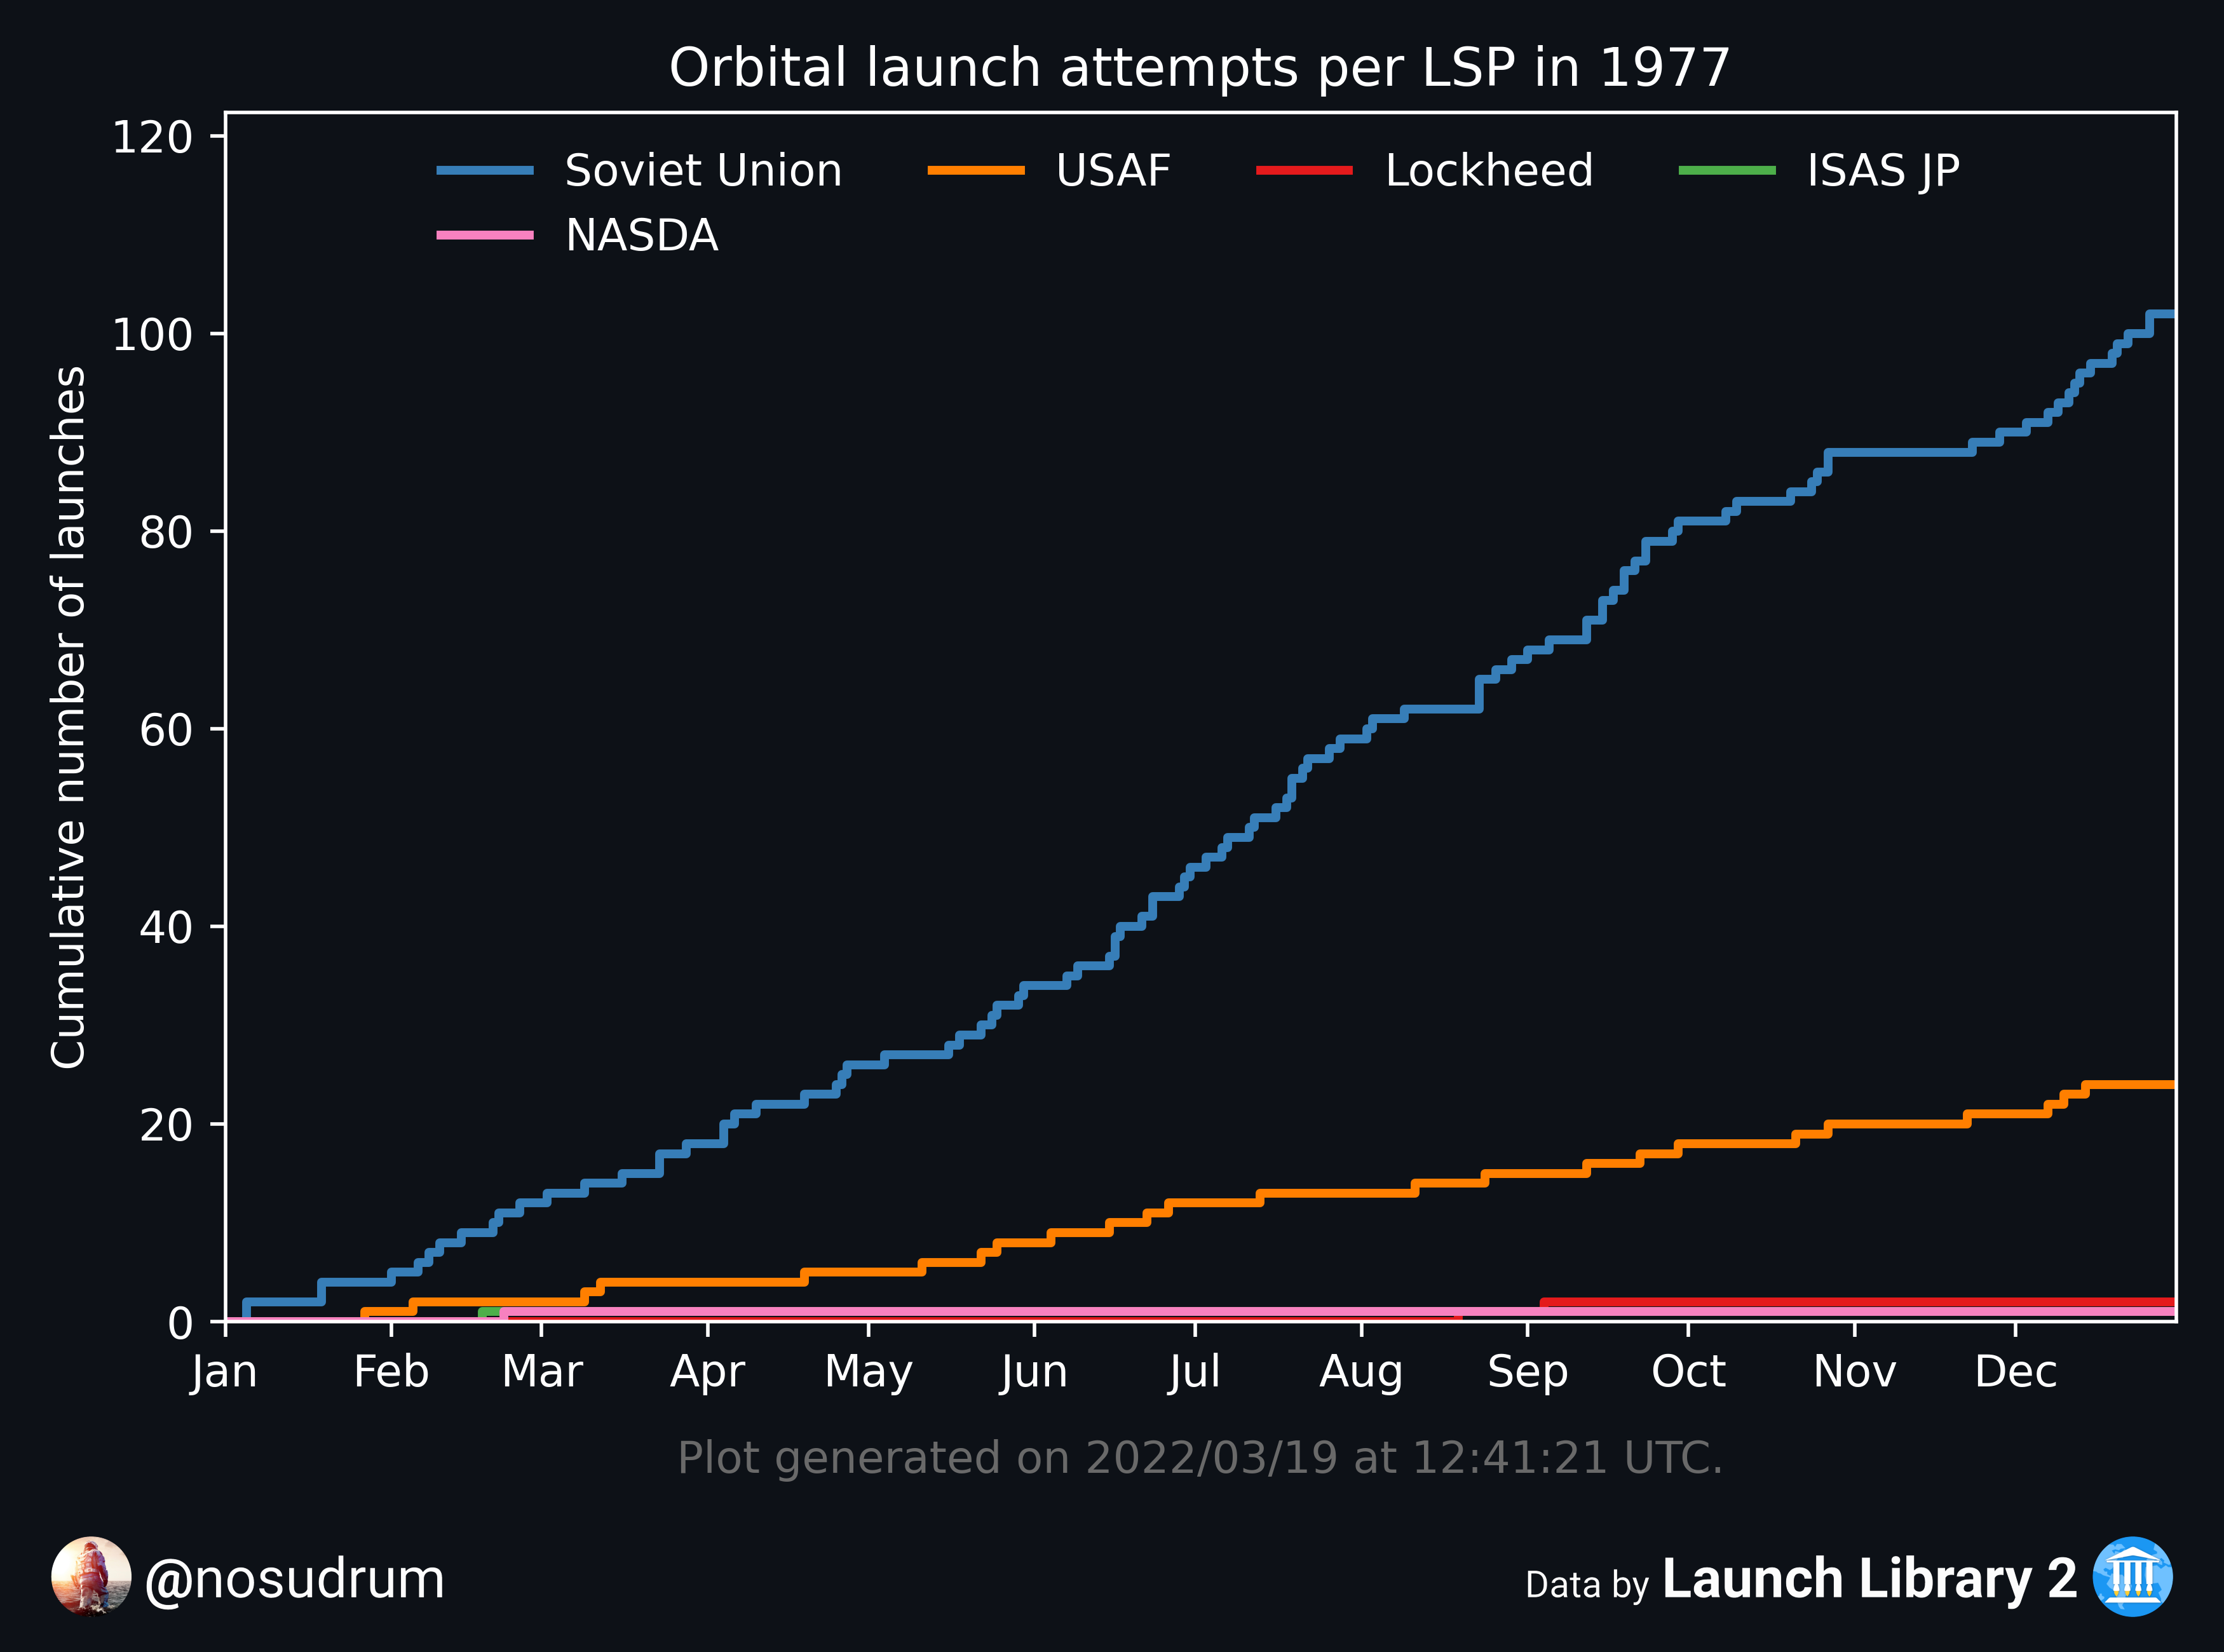 Orbital launch attempts per LSP in 1977
120
100
80
60
40
20
0
Cumulative number of launches
Soviet Union USAF Lockheed ISAS JP
NASDA
Jan Feb Mar Apr May Jun Jul Aug Sep Oct Nov Dec
Plot generated on 2022/03/19 at 12:41:21 UTC.
@nosudrum
Data by Launch Library 2